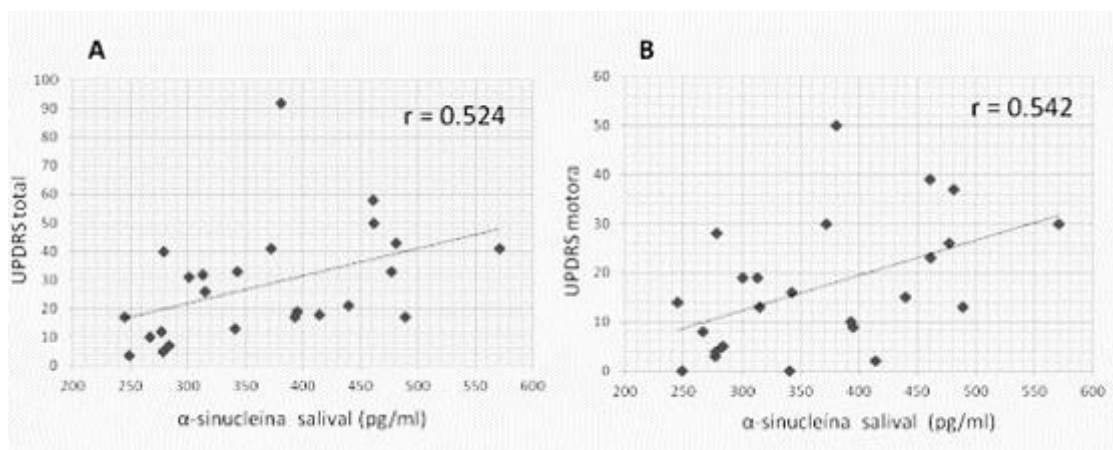 A
r = 0.524
UPDRS total
100
90
80
70
60
50
40
30
20
10
0
200 250 300 350 400 450 500 550 600
α-sinucleina salival (pg/ml)
B
r = 0.542
UPDRS motora
60
50
40
30
20
10
0
200 250 300 350 400 450 500 550 600
α-sinucleína salival (pg/ml)